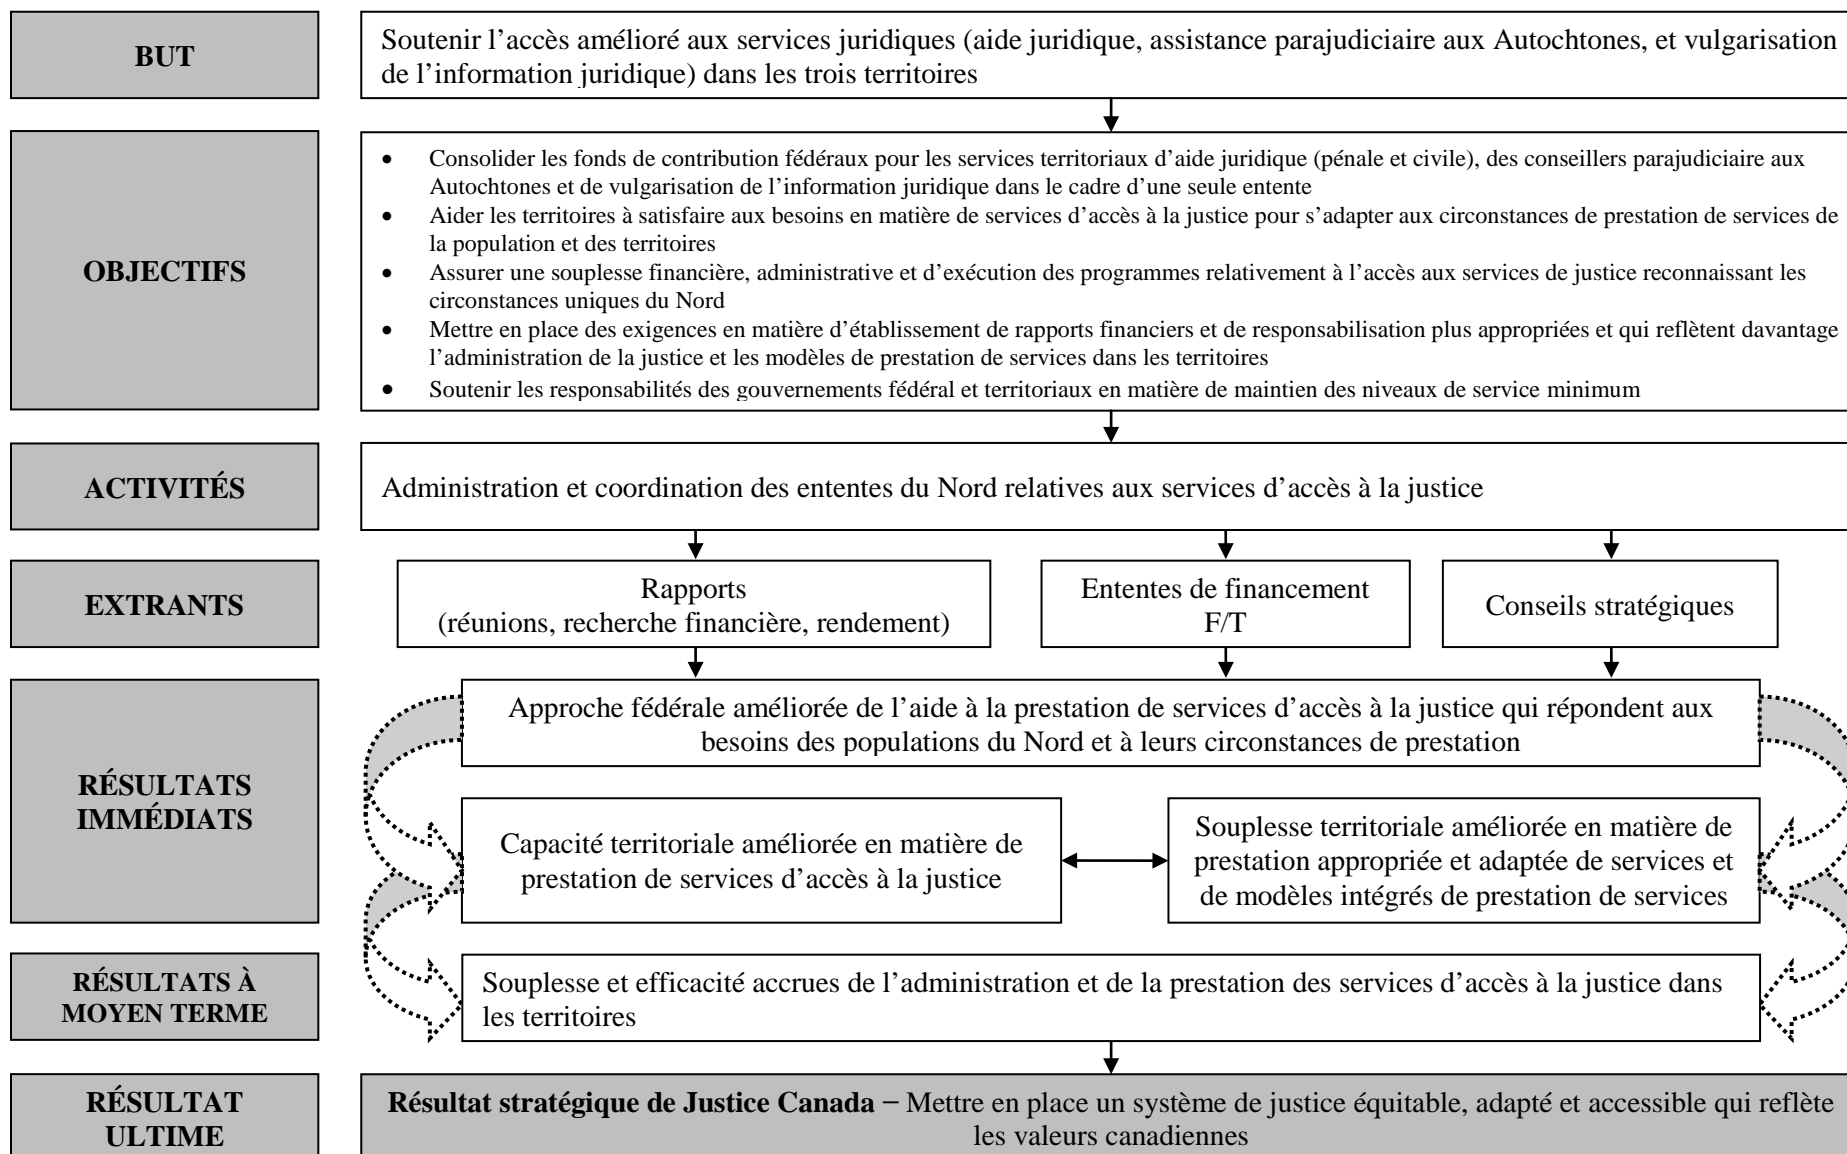 BUT
Soutenir l’accès amélioré aux services juridiques (aide juridique, assistance parajudiciaire aux Autochtones, et vulgarisation
de l’information juridique) dans les trois territoires
OBJECTIFS
• Consolider les fonds de contribution fédéraux pour les services territoriaux d’aide juridique (pénale et civile), des conseillers parajudiciaire aux
Autochtones et de vulgarisation de l’information juridique dans le cadre d’une seule entente
• Aider les territoires à satisfaire aux besoins en matière de services d’accès à la justice pour s’adapter aux circonstances de prestation de services de
la population et des territoires
• Assurer une souplesse financière, administrative et d’exécution des programmes relativement à l’accès aux services de justice reconnaissant les
circonstances uniques du Nord
• Mettre en place des exigences en matière d’établissement de rapports financiers et de responsabilisation plus appropriées et qui reflètent davantage
l’administration de la justice et les modèles de prestation de services dans les territoires
• Soutenir les responsabilités des gouvernements fédéral et territoriaux en matière de maintien des niveaux de service minimum
ACTIVITÉS
Administration et coordination des ententes du Nord relatives aux services d’accès à la justice
EXTRANTS
Rapports
(réunions, recherche financière, rendement)
Ententes de financement
F/T
Conseils stratégiques
RÉSULTATS
IMMÉDIATS
Approche fédérale améliorée de l’aide à la prestation de services d’accès à la justice qui répondent aux
besoins des populations du Nord et à leurs circonstances de prestation
Capacité territoriale améliorée en matière de
prestation de services d’accès à la justice
Souplesse territoriale améliorée en matière de
prestation appropriée et adaptée de services et
de modèles intégrés de prestation de services
RÉSULTATS À
MOYEN TERME
Souplesse et efficacité accrues de l’administration et de la prestation des services d’accès à la justice dans
les territoires
RÉSULTAT
ULTIME
Résultat stratégique de Justice Canada – Mettre en place un système de justice équitable, adapté et accessible qui reflète
les valeurs canadiennes